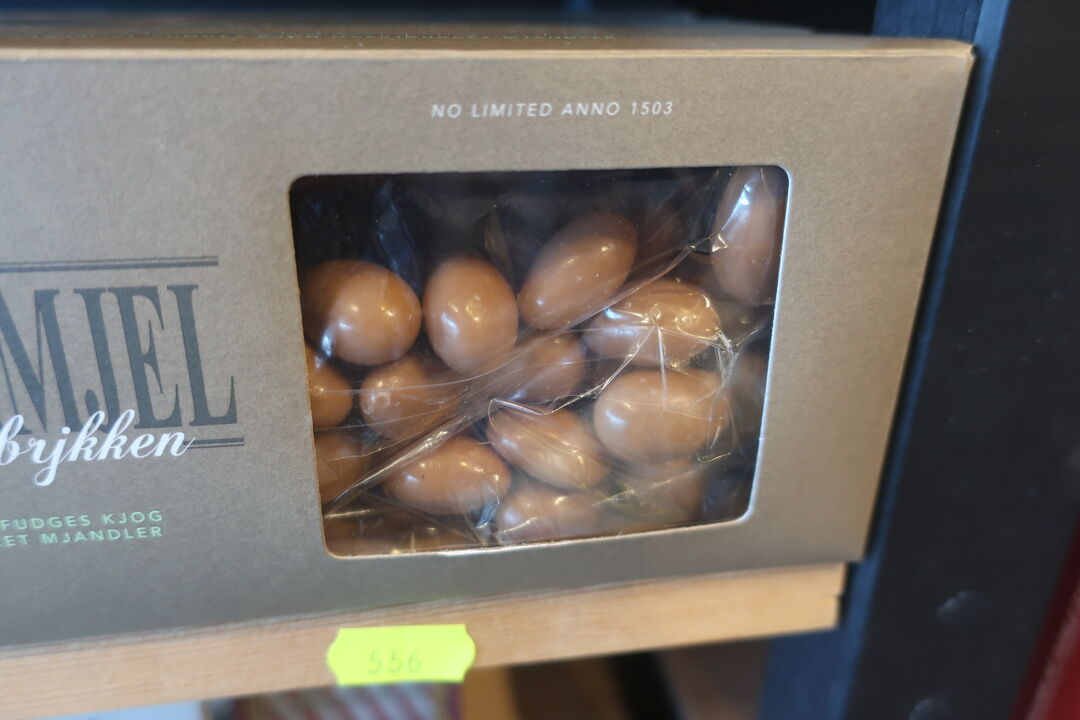 NO LIMITED ANNO 1503
MJEL
brjkken
FUDGES KJOG
ET MJANDLER
556